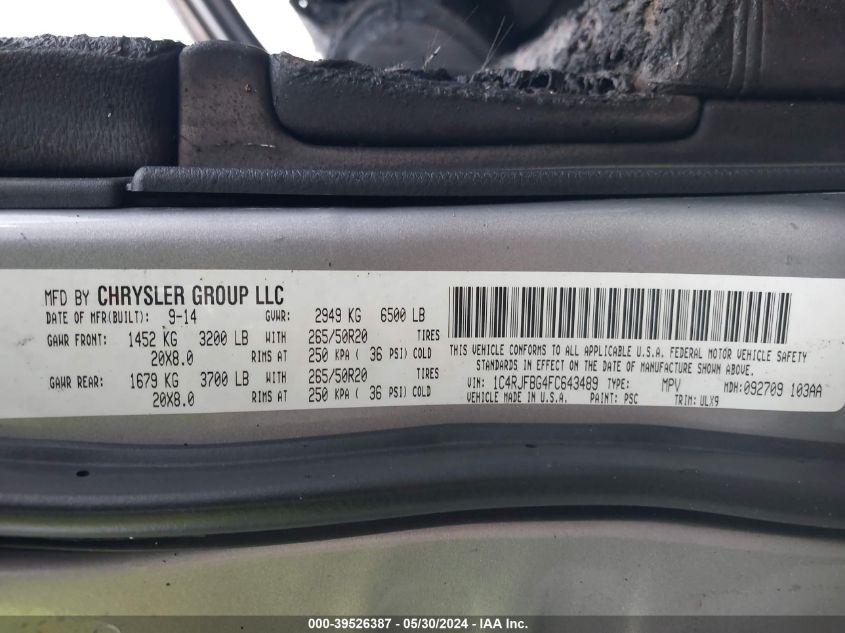 MFD BY CHRYSLER GROUP LLC
DATE OF MFR(BUILT): 9-14 GVWR: 2949 KG 6500 LB
GAWR FRONT: 1452 KG 3200 LB WITH 265/50R20 TIRES
20X8.0 RIMS AT 250 KPA ( 36 PSI) COLD
GAWR REAR: 1679 KG 3700 LB WITH 265/50R20 TIRES
20X8.0 RIMS AT 250 KPA ( 36 PSI) COLD
THIS VEHICLE CONFORMS TO ALL APPLICABLE U.S.A. FEDERAL MOTOR VEHICLE SAFETY
STANDARDS IN EFFECT ON THE DATE OF MANUFACTURE SHOWN ABOVE.
VIN: 1C4RJFBG4FC643489 TYPE: MPV MDH: 092709 103AA
VEHICLE MADE IN U.S.A. PAINT: PSC TRIM: ULX9
000-39526387 - 05/30/2024 - IAA Inc.